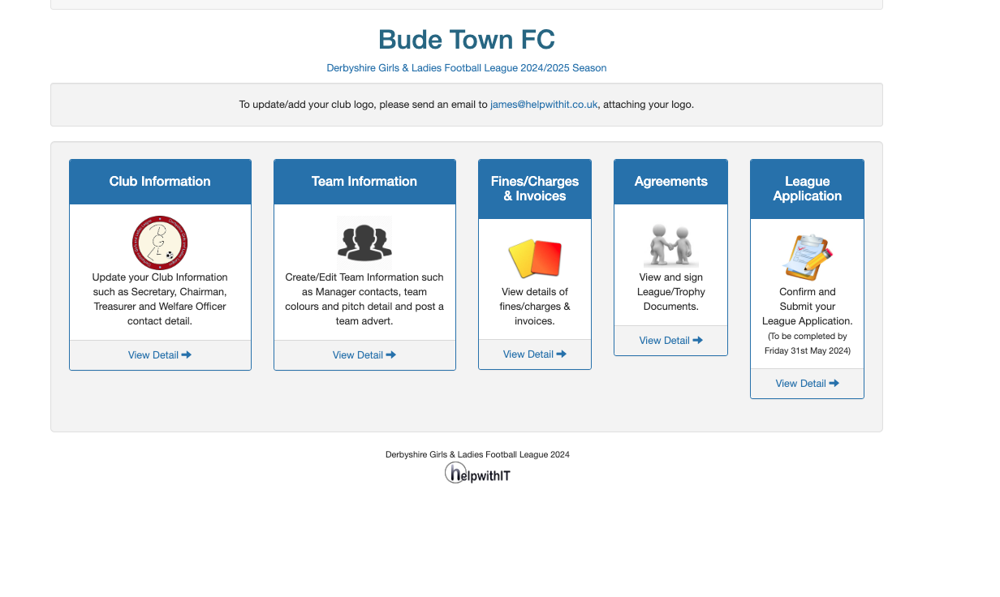 Bude Town FC
Derbyshire Girls & Ladies Football League 2024/2025 Season
To update/add your club logo, please send an email to james@helpwithit.co.uk, attaching your logo.
Club Information
Update your Club Information
such as Secretary, Chairman,
Treasurer and Welfare Officer
contact detail.
View Detail
Team Information
Create/Edit Team Information such
as Manager contacts, team
colours and pitch detail and post a
team advert.
View Detail
Fines/Charges
& Invoices
View details of
fines/charges &
invoices.
View Detail
Agreements
View and sign
League/Trophy
Documents.
View Detail
League
Application
Confirm and
Submit your
League Application.
(To be completed by
Friday 31st May 2024)
View Detail
Derbyshire Girls & Ladies Football League 2024
helpwithIT